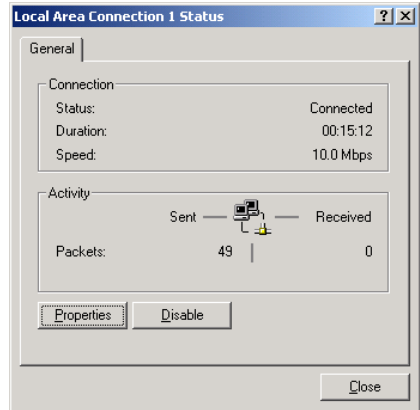 Local Area Connection 1 Status
General
Connection
Status: Connected
Duration: 00:15:12
Speed: 10.0 Mbps
Activity
Sent Received
Packets: 49 0
Properties Disable
Close